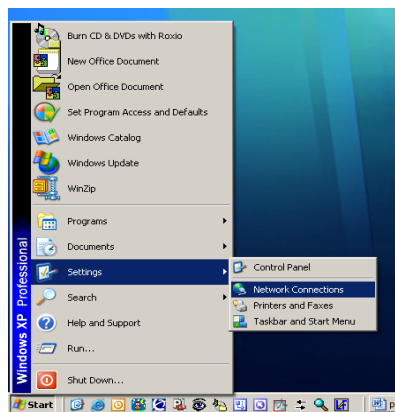 Burn CD & DVDs with Roxio
New Office Document
Open Office Document
Set Program Access and Defaults
Windows Catalog
Windows Update
WinZip
Programs
Documents
Settings
Search
Help and Support
Run...
Shut Down...
Windows XP Professional
Control Panel
Network Connections
Printers and Faxes
Taskbar and Start Menu
Start
p